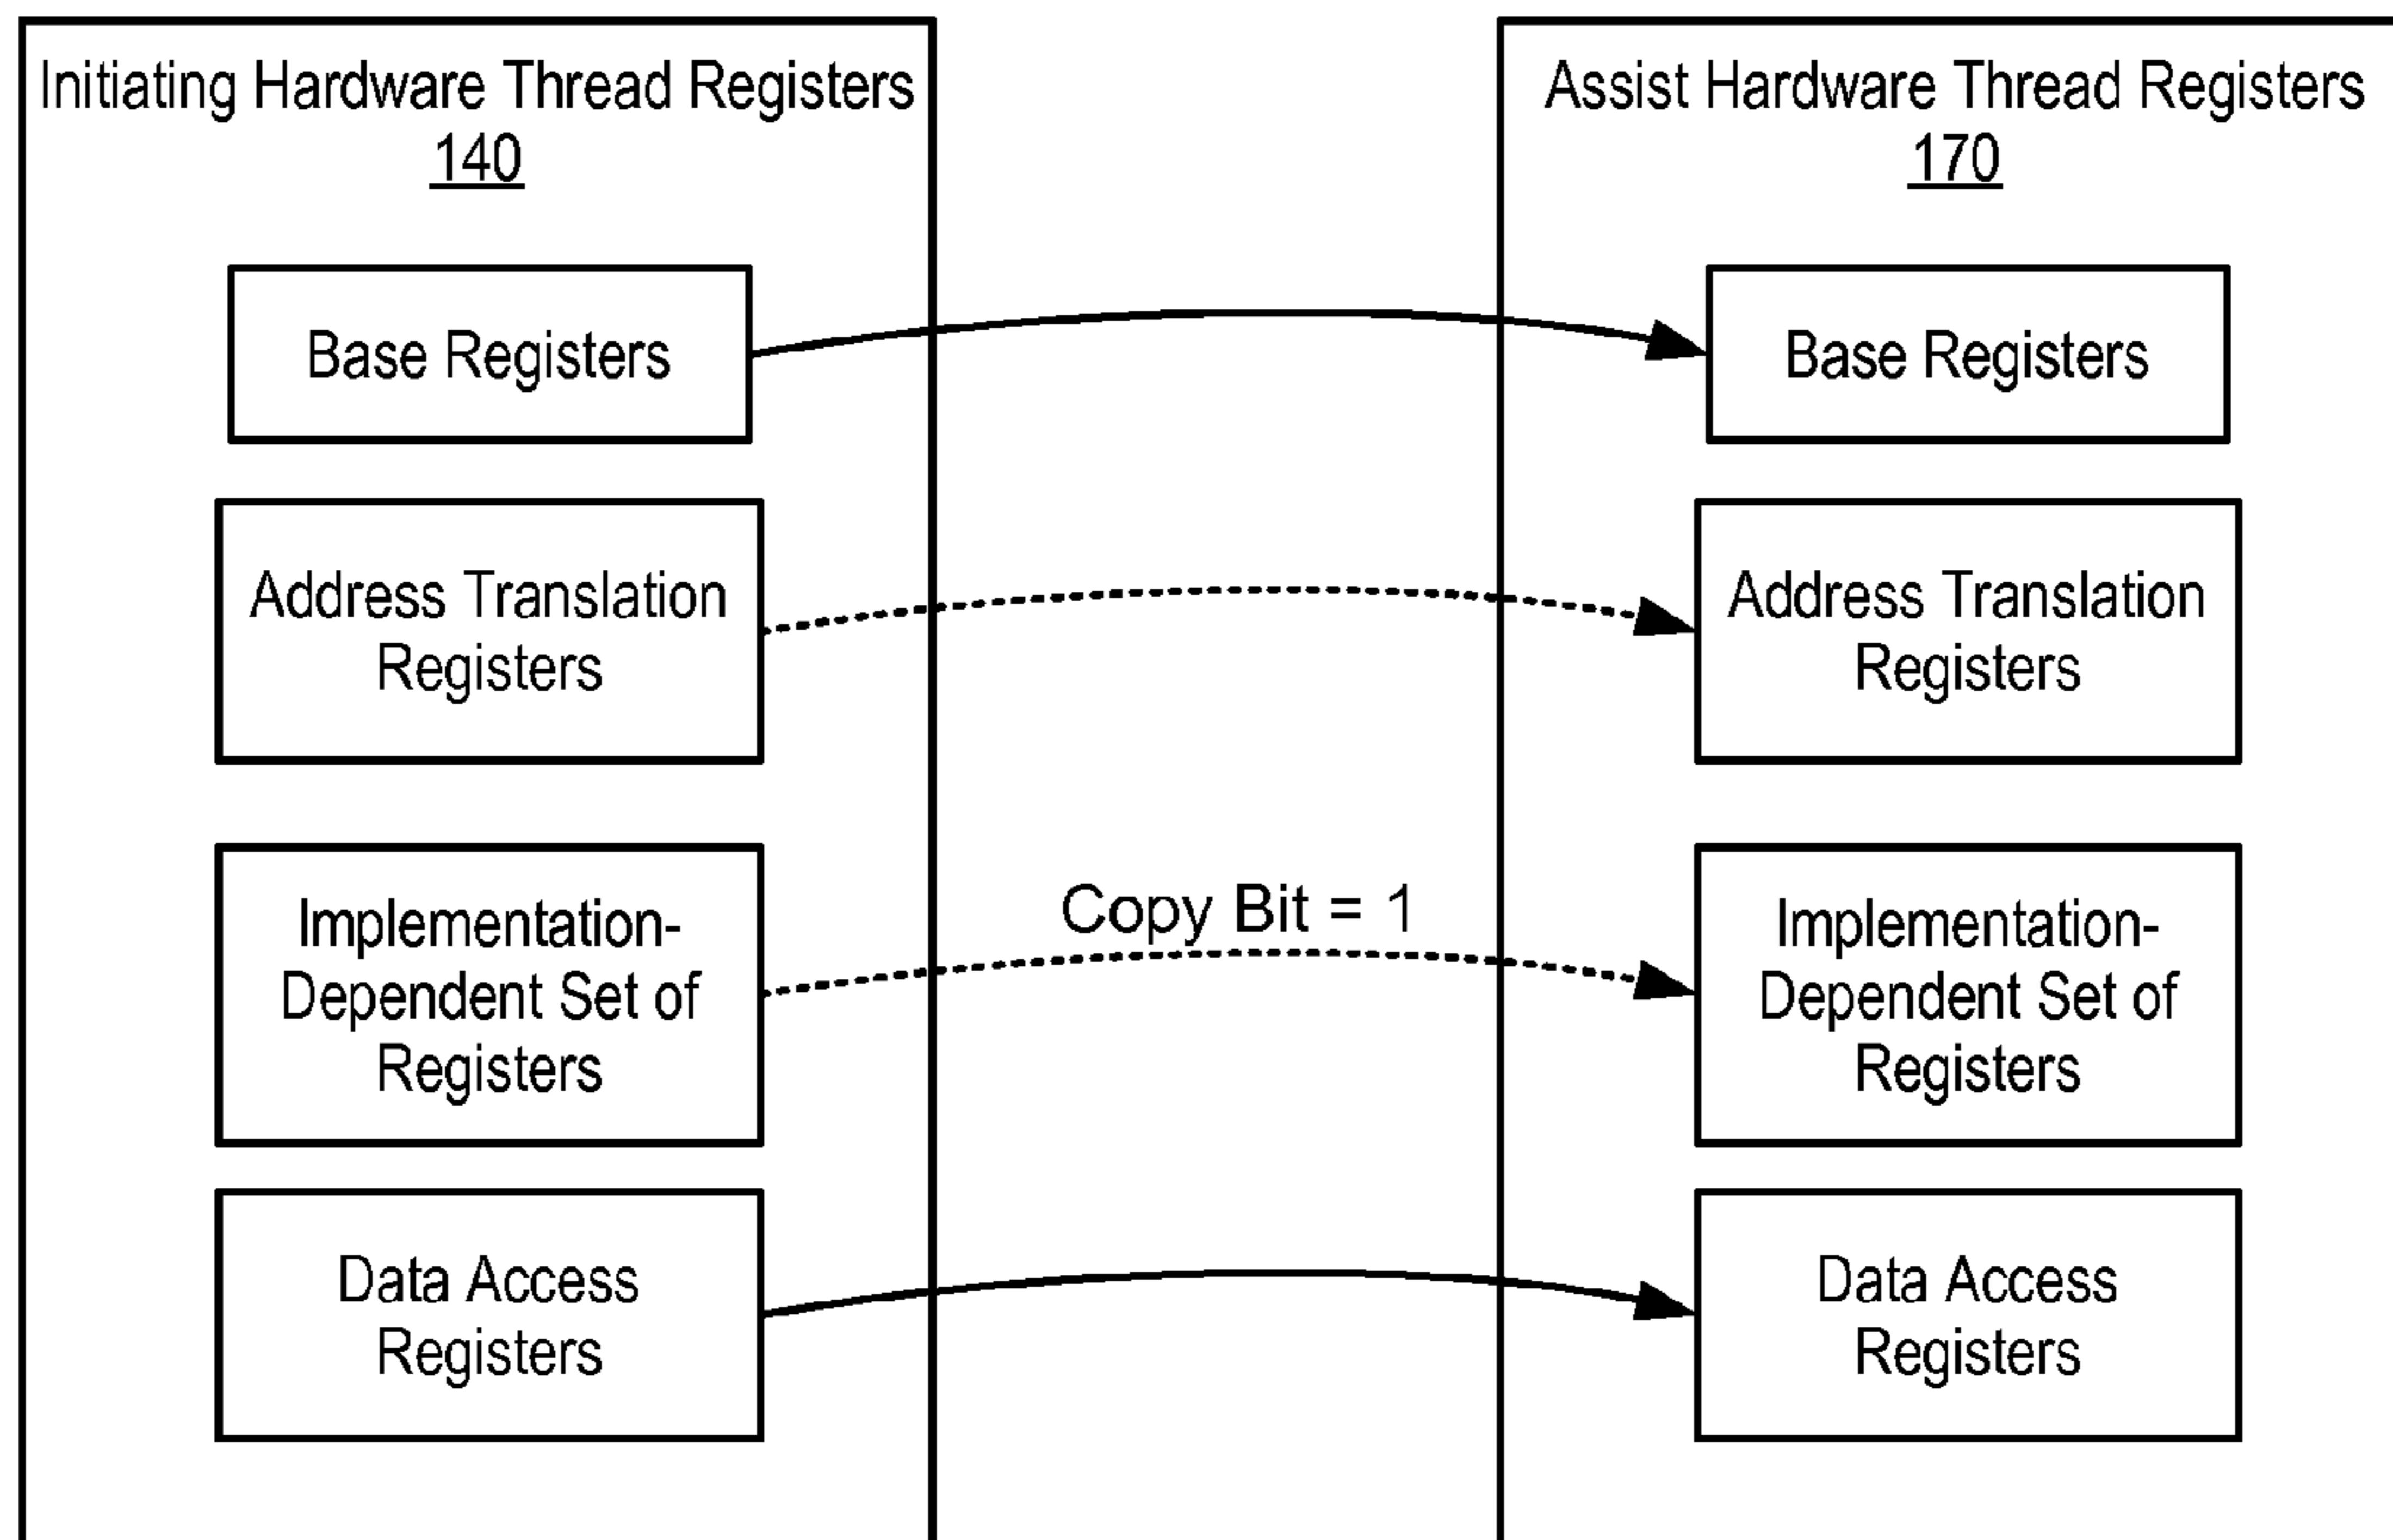 Initiating Hardware Thread Registers
140
Base Registers
Address Translation
Registers
Implementation-
Dependent Set of
Registers
Data Access
Registers
Copy Bit = 1
Assist Hardware Thread Registers
170
Base Registers
Address Translation
Registers
Implementation-
Dependent Set of
Registers
Data Access
Registers